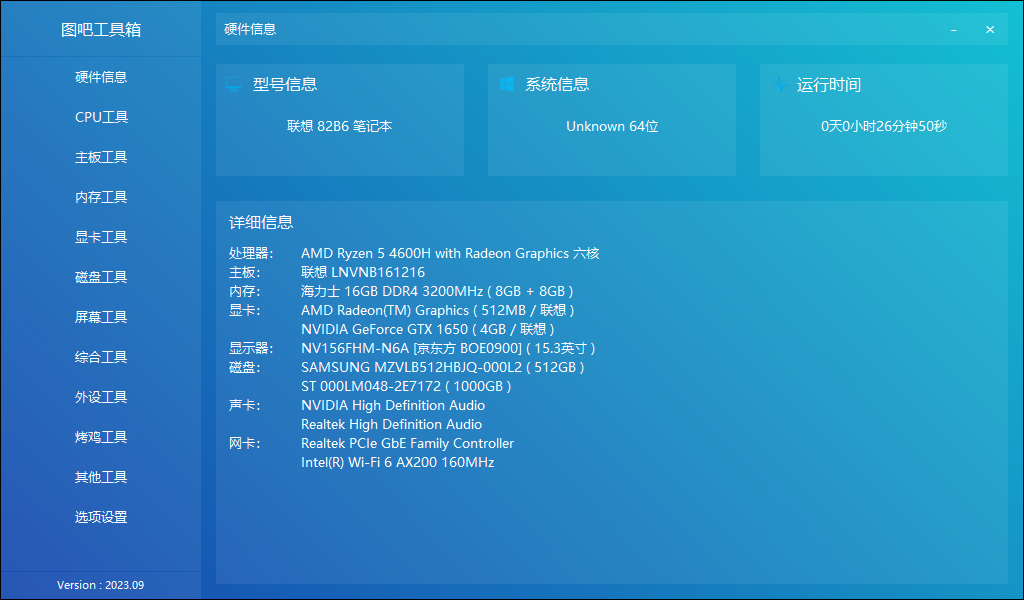 图吧工具箱
硬件信息
CPU工具
主板工具
内存工具
显卡工具
磁盘工具
屏幕工具
综合工具
外设工具
烤鸡工具
其他工具
选项设置
Version : 2023.09
硬件信息
型号信息
联想 82B6 笔记本
系统信息
Unknown 64位
运行时间
0天0小时26分钟50秒
详细信息
处理器： AMD Ryzen 5 4600H with Radeon Graphics 六核
主板： 联想 LNVNB161216
内存： 海力士 16GB DDR4 3200MHz ( 8GB + 8GB )
显卡： AMD Radeon(TM) Graphics ( 512MB / 联想 )
NVIDIA GeForce GTX 1650 ( 4GB / 联想 )
显示器： NV156FHM-N6A [京东方 BOE0900] ( 15.3英寸 )
磁盘： SAMSUNG MZVLB512HBJQ-000L2 ( 512GB )
ST 000LM048-2E7172 ( 1000GB )
声卡： NVIDIA High Definition Audio
Realtek High Definition Audio
网卡： Realtek PCIe GbE Family Controller
Intel(R) Wi-Fi 6 AX200 160MHz